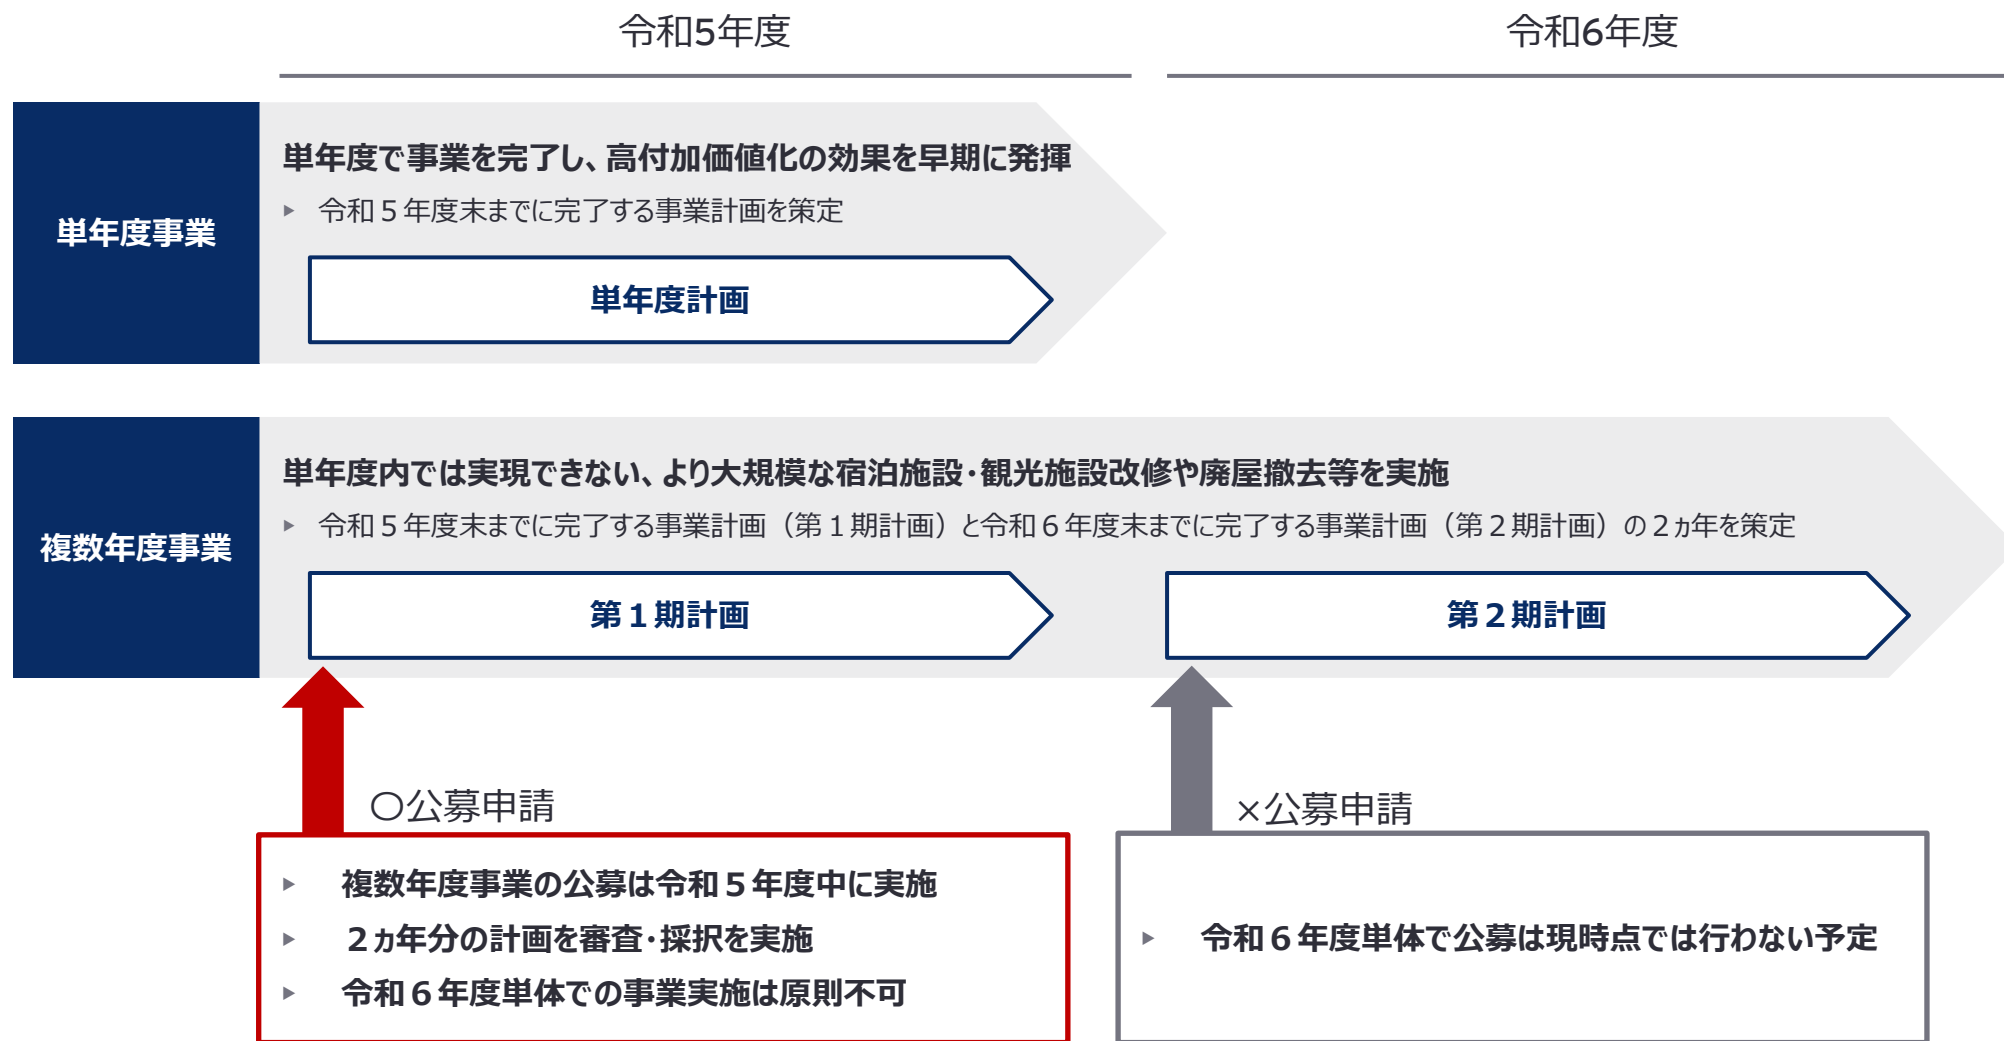 令和5年度
令和6年度
単年度事業
単年度で事業を完了し、高付加価値化の効果を早期に発揮
▶ 令和５年度末までに完了する事業計画を策定
単年度計画
複数年度事業
単年度内では実現できない、より大規模な宿泊施設・観光施設改修や廃屋撤去等を実施
▶ 令和５年度末までに完了する事業計画（第１期計画）と令和６年度末までに完了する事業計画（第２期計画）の２ヵ年を策定
第１期計画
第２期計画
〇公募申請
×公募申請
▶ 複数年度事業の公募は令和５年度中に実施
▶ ２ヵ年分の計画を審査・採択を実施
▶ 令和６年度単体での事業実施は原則不可
▶ 令和６年度単体で公募は現時点では行わない予定